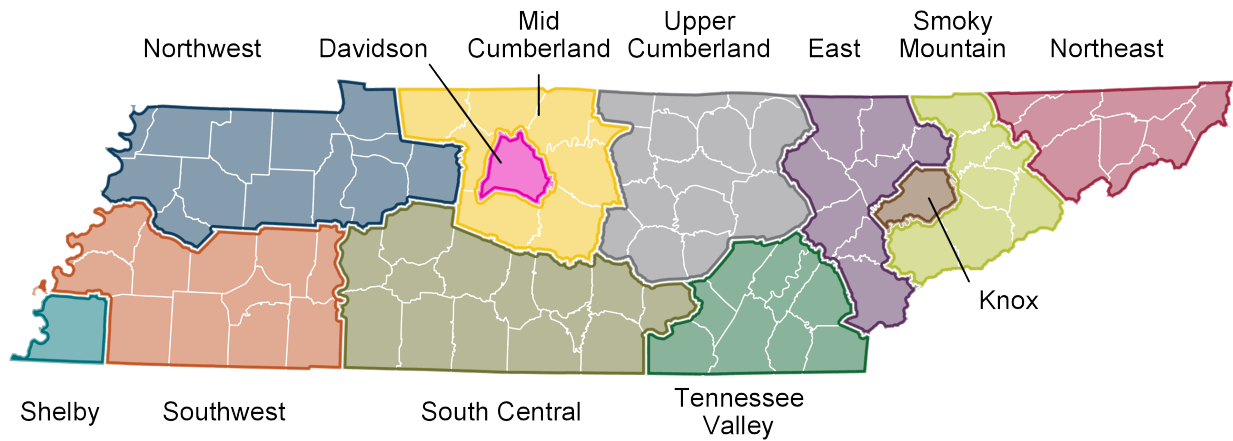 Northwest
Davidson
Mid
Cumberland
Upper
Cumberland
East
Smoky
Mountain
Northeast
Knox
Shelby
Southwest
South Central
Tennessee
Valley